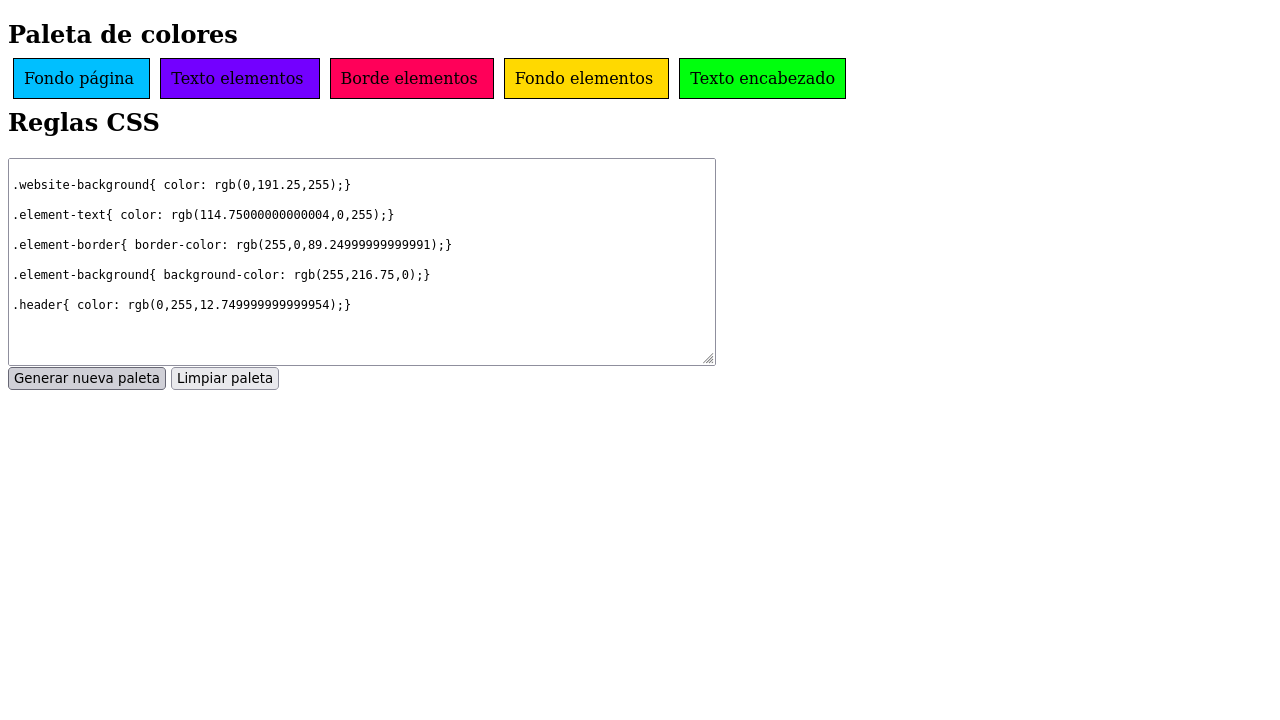 Paleta de colores
Fondo página Texto elementos Borde elementos Fondo elementos Texto encabezado
Reglas CSS
.website-background{ color: rgb(0,191.25,255);}
.element-text{ color: rgb(114.75000000000004,0,255);}
.element-border{ border-color: rgb(255,0,89.24999999999991);}
.element-background{ background-color: rgb(255,216.75,0);}
.header{ color: rgb(0,255,12.749999999999954);}
Generar nueva paleta Limpiar paleta